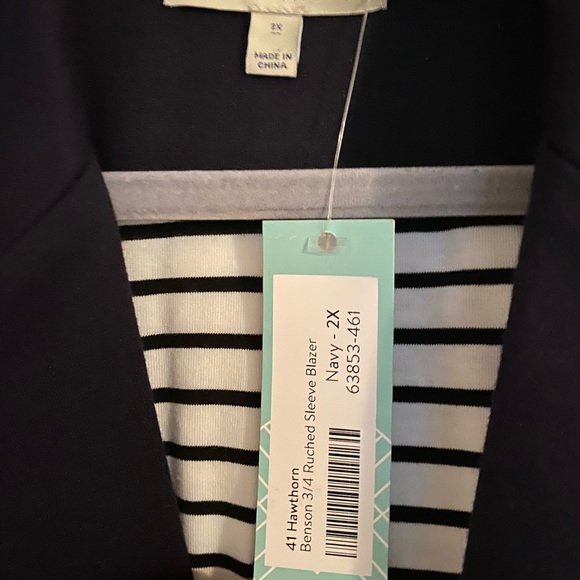 2X
MADE IN
CHINA
41 Hawthorn
Benson 3/4 Ruched Sleeve Blazer
Navy - 2X
63853-461